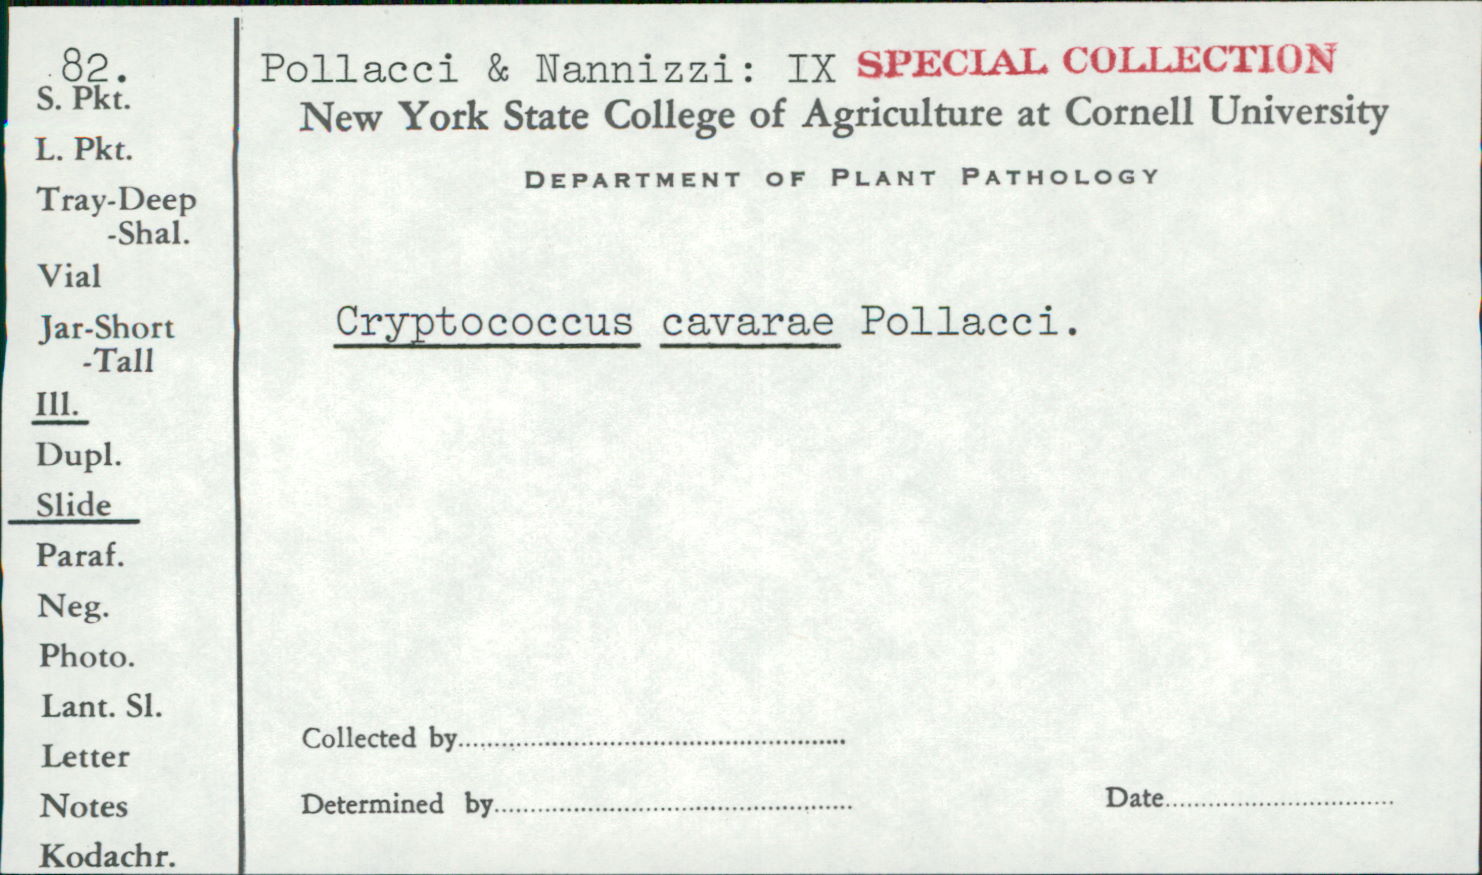 82.
S. Pkt.
L. Pkt.
Tray-Deep
-Shal.
Vial
Jar-Short
-Tall
Ill.
Dupl.
Slide
Paraf.
Neg.
Photo.
Lant. Sl.
Letter
Notes
Kodachr.
Pollacci & Nannizzi: IX SPECIAL COLLECTION
New York State College of Agriculture at Cornell University
DEPARTMENT OF PLANT PATHOLOGY
Cryptococcus cavarae Pollacci.
Collected by
Determined by
Date